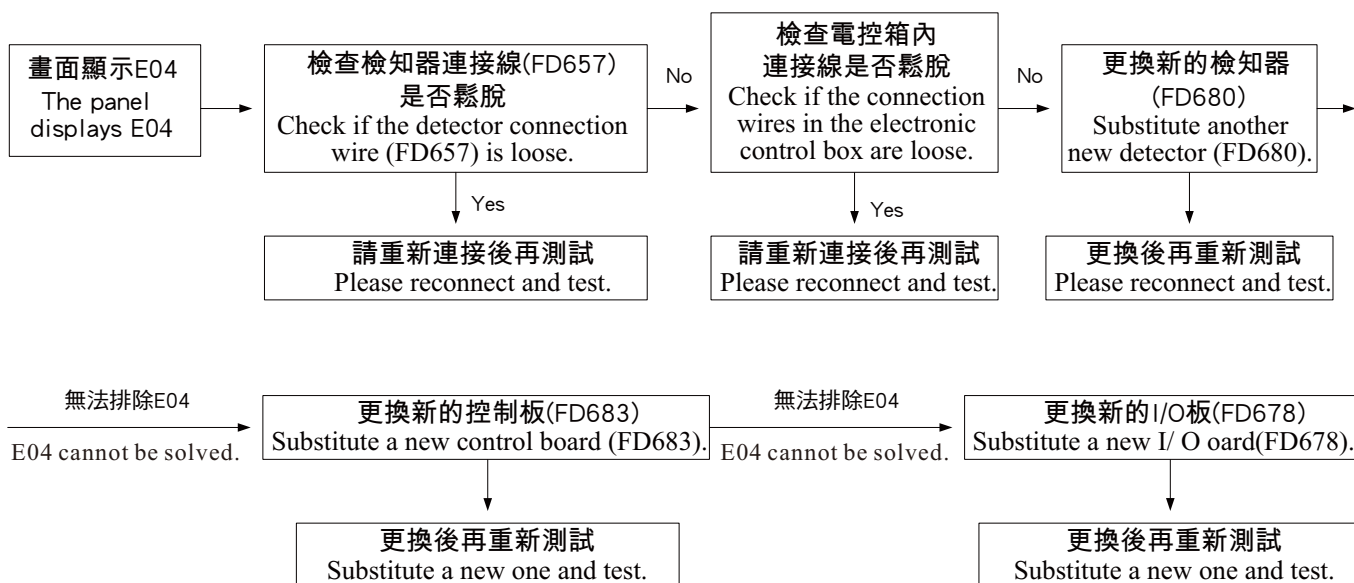 畫面顯示E04
The panel
displays E04
檢查檢知器連接線(FD657)
是否鬆脫
Check if the detector connection
wire (FD657) is loose.
No
檢查電控箱內
連接線是否鬆脫
Check if the connection
wires in the electronic
control box are loose.
No
更換新的檢知器
(FD680)
Substitute another
new detector (FD680).
Yes
Yes
請重新連接後再測試
Please reconnect and test.
請重新連接後再測試
Please reconnect and test.
更換後再重新測試
Please reconnect and test.
無法排除E04
E04 cannot be solved.
更換新的控制板(FD683)
Substitute a new control board (FD683).
無法排除E04
E04 cannot be solved.
更換新的I/O板(FD678)
Substitute a new I/ O oard(FD678).
更換後再重新測試
Substitute a new one and test.
更換後再重新測試
Substitute a new one and test.